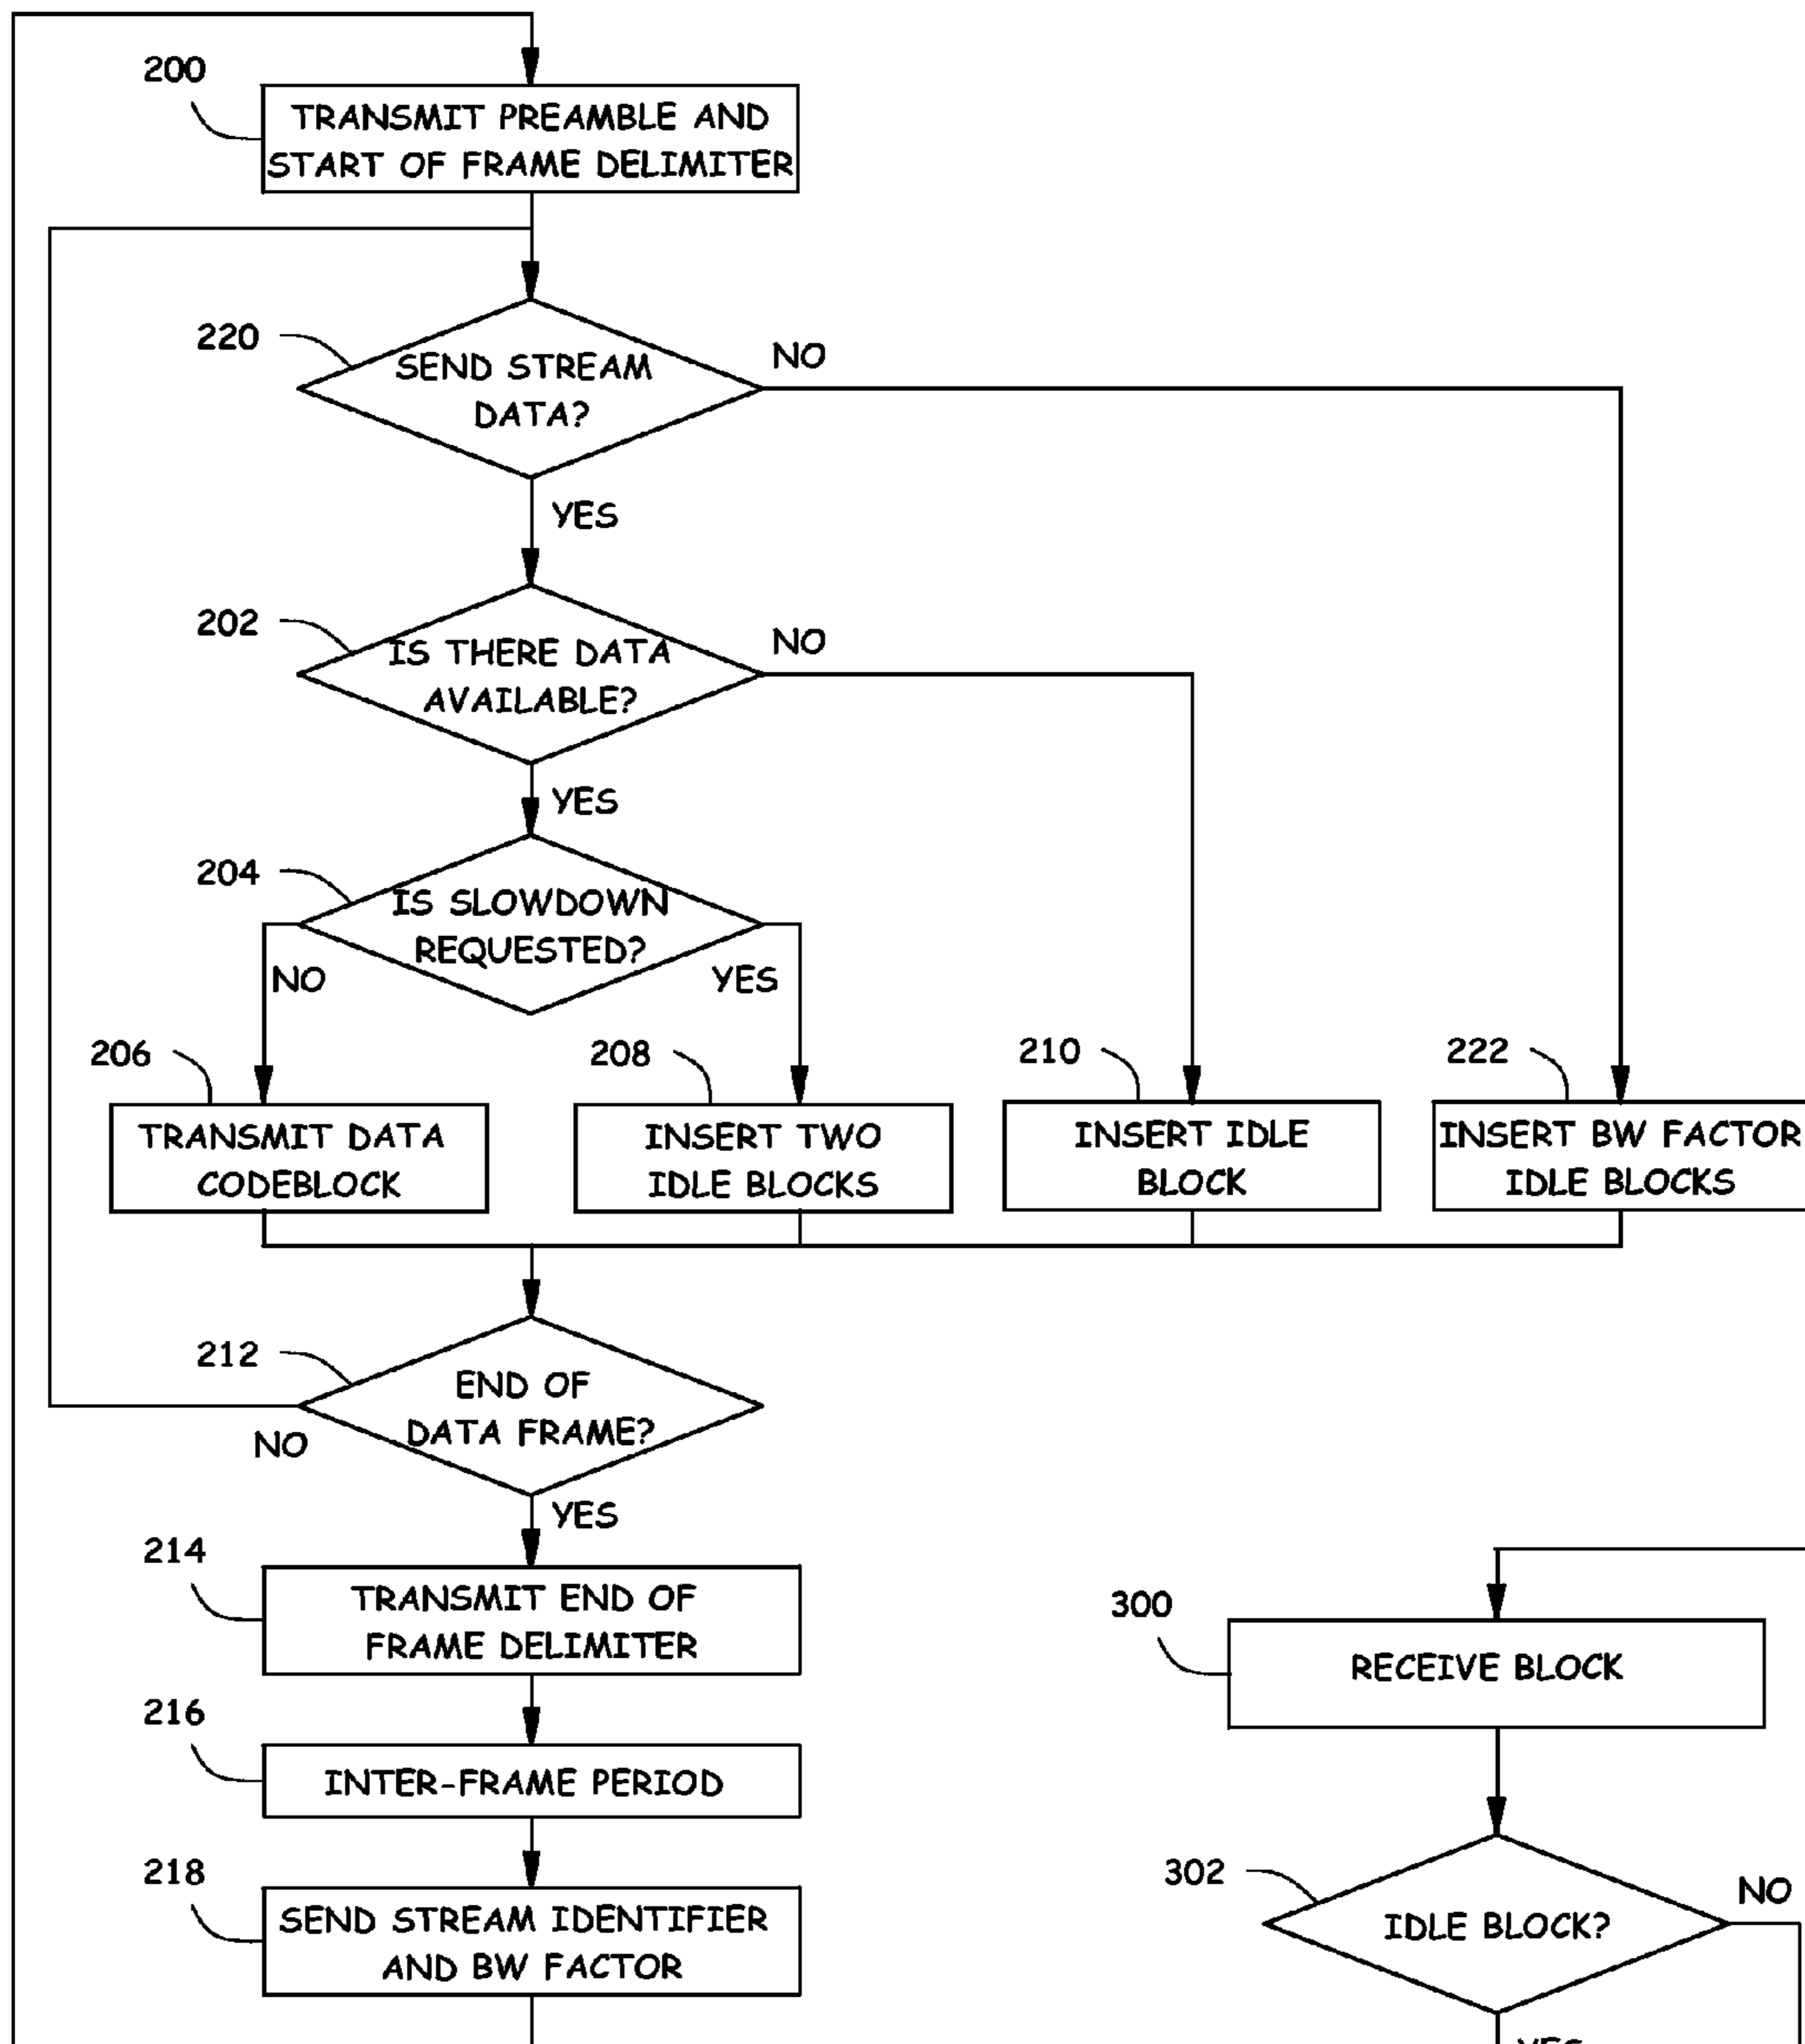 200
TRANSMIT PREAMBLE AND
START OF FRAME DELIMITER
220
SEND STREAM
DATA?
NO
YES
202
IS THERE DATA
AVAILABLE?
NO
YES
204
IS SLOWDOWN
REQUESTED?
NO
YES
206
TRANSMIT DATA
CODEBLOCK
208
INSERT TWO
IDLE BLOCKS
210
INSERT IDLE
BLOCK
222
INSERT BW FACTOR
IDLE BLOCKS
212
END OF
DATA FRAME?
NO
YES
214
TRANSMIT END OF
FRAME DELIMITER
216
INTER-FRAME PERIOD
218
SEND STREAM IDENTIFIER
AND BW FACTOR
300
RECEIVE BLOCK
302
IDLE BLOCK?
NO
YES